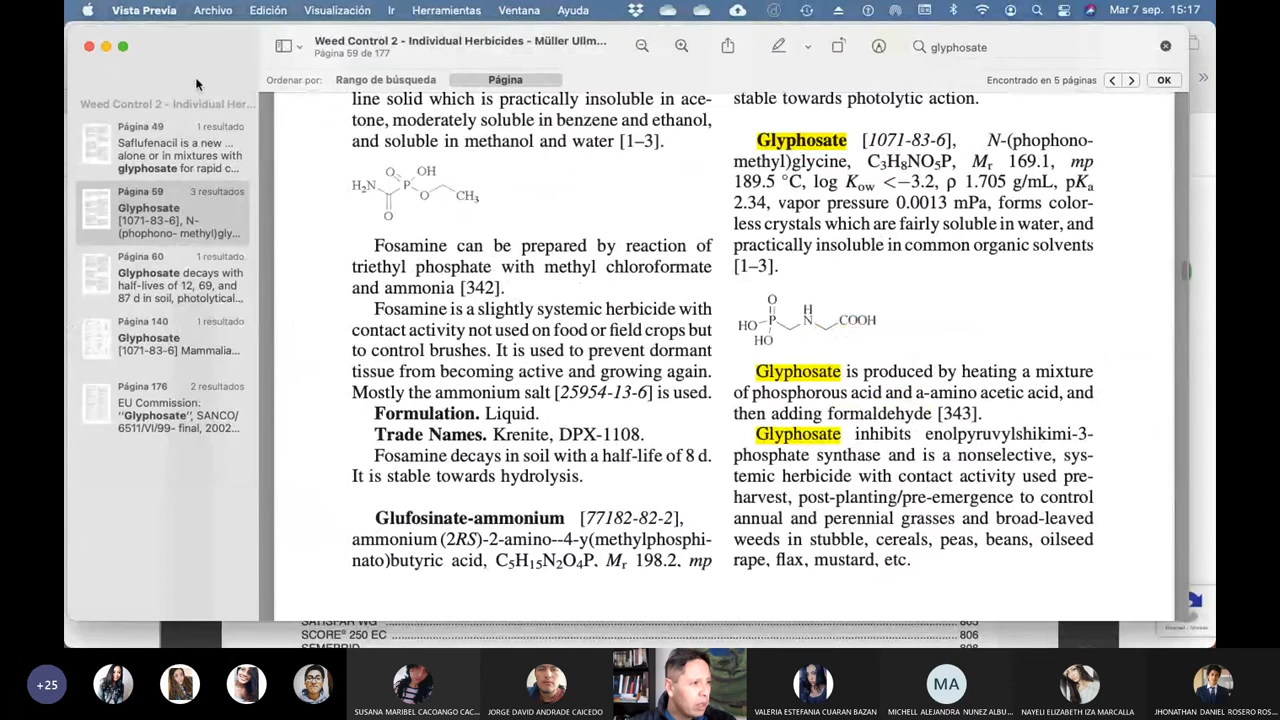 Vista Previa Archivo Edición Visualización Ir Herramientas Ventana Ayuda Mar 7 sep. 15:17
Weed Control 2 - Individual Herbicides - Müller Ullm...
Página 59 de 177
glyphosate
Ordenar por: Rango de búsqueda Página Encontrado en 5 páginas OK
Weed Control 2 - Individual Her...
Página 49 1 resultado
Saflufenacil is a new ...
alone or in mixtures with
glyphosate for rapid c...
Página 59 3 resultados
Glyphosate
[1071-83-6], N-
(phophono- methyl)gly...
Página 60 1 resultado
Glyphosate decays with
half-lives of 12, 69, and
87 d in soil, photolytical...
Página 140 1 resultado
Glyphosate
[1071-83-6] Mammalia...
Página 176 2 resultados
EU Commission:
‘‘Glyphosate’’, SANCO/
6511/VI/99- final, 2002...
line solid which is practically insoluble in ace-
tone, moderately soluble in benzene and ethanol,
and soluble in methanol and water [1–3].
H₂N O P OH O CH₃ O
Fosamine can be prepared by reaction of
triethyl phosphate with methyl chloroformate
and ammonia [342].
Fosamine is a slightly systemic herbicide with
contact activity not used on food or field crops but
to control brushes. It is used to prevent dormant
tissue from becoming active and growing again.
Mostly the ammonium salt [25954-13-6] is used.
Formulation. Liquid.
Trade Names. Krenite, DPX-1108.
Fosamine decays in soil with a half-life of 8 d.
It is stable towards hydrolysis.
Glufosinate-ammonium [77182-82-2],
ammonium (2RS)-2-amino--4-y(methylphosphi-
nato)butyric acid, C₅H₁₅N₂O₄P, Mᵣ 198.2, mp
stable towards photolytic action.
Glyphosate [1071-83-6], N-(phophono-
methyl)glycine, C₃H₈NO₅P, Mᵣ 169.1, mp
189.5 °C, log Kow <−3.2, ρ 1.705 g/mL, pKa
2.34, vapor pressure 0.0013 mPa, forms color-
less crystals which are fairly soluble in water, and
practically insoluble in common organic solvents
[1–3].
O HO P HO H N COOH
Glyphosate is produced by heating a mixture
of phosphorous acid and a-amino acetic acid, and
then adding formaldehyde [343].
Glyphosate inhibits enolpyruvylshikimi-3-
phosphate synthase and is a nonselective, sys-
temic herbicide with contact activity used pre-
harvest, post-planting/pre-emergence to control
annual and perennial grasses and broad-leaved
weeds in stubble, cereals, peas, beans, oilseed
rape, flax, mustard, etc.
SCORE® 250 EC 806
+25
SUSANA MARIBEL CACOANGO CAC...
JORGE DAVID ANDRADE CAICEDO
VALERIA ESTEFANIA CUARAN BAZAN
MA
MICHELL ALEJANDRA NUNEZ ALBU...
NAYELI ELIZABETH IZA MARCALLA
JHONATHAN DANIEL ROSERO ROS...